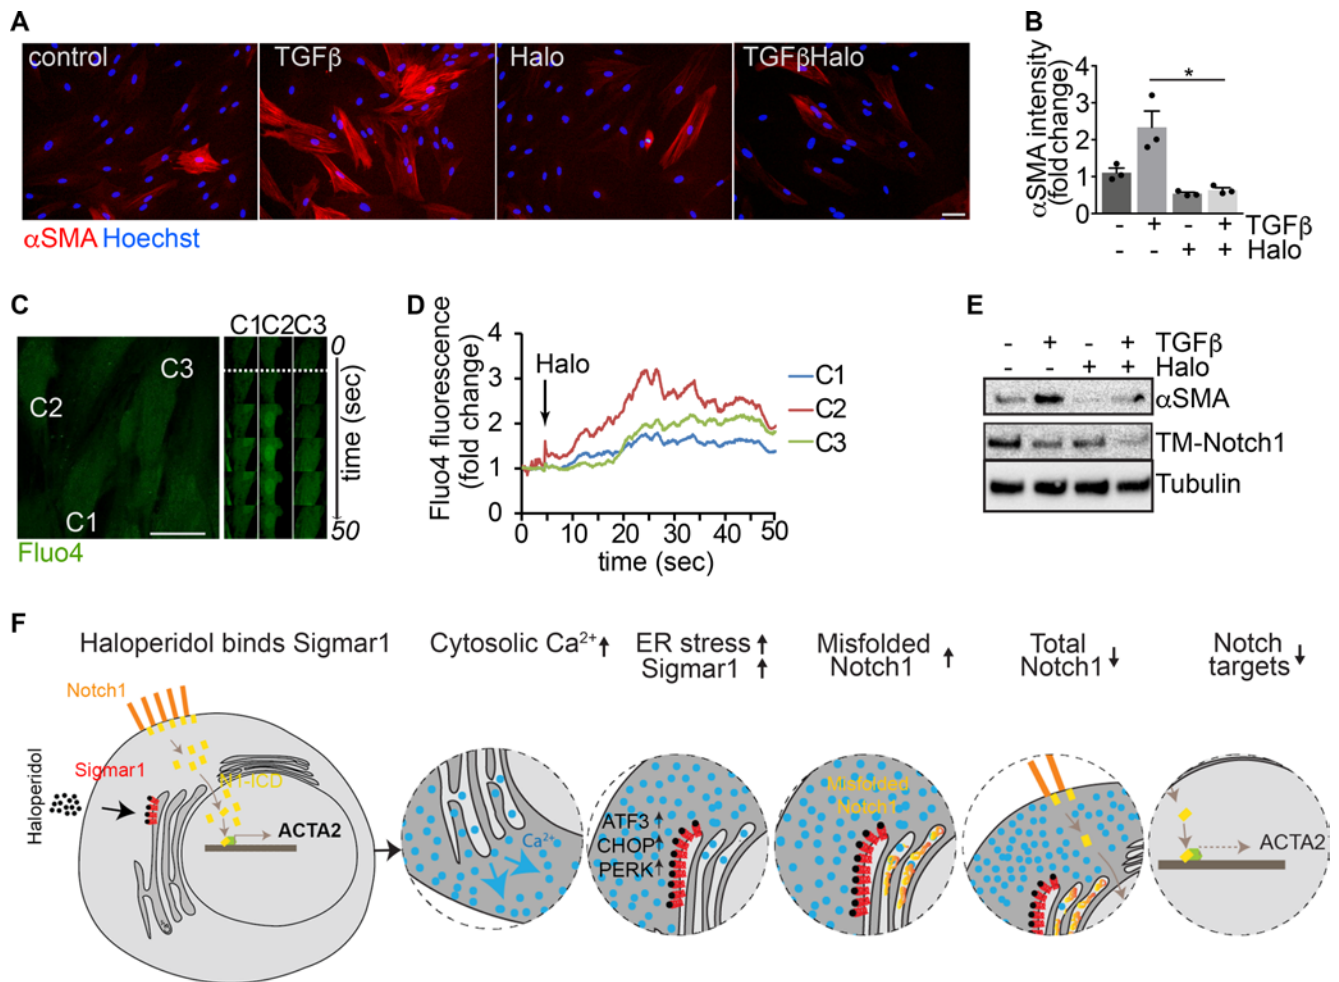 A
control
TGFβ
Halo
TGFβHalo
αSMA Hoechst
B
αSMA intensity
(fold change)
4
3
2
1
0
*
- + - + TGFβ
- - + + Halo
C
C1 C2 C3
0
C3
C2
C1
time (sec)
50
Fluo4
D
Fluo4 fluorescence
(fold change)
4
3
2
1
0
Halo
C1
C2
C3
0 10 20 30 40 50
time (sec)
E
- + - + TGFβ
- - + + Halo
αSMA
TM-Notch1
Tubulin
F
Haloperidol binds Sigmar1
Cytosolic Ca²⁺ ↑
ER stress ↑
Sigmar1 ↑
Misfolded
Notch1 ↑
Total
Notch1 ↓
Notch
targets ↓
Notch1
Haloperidol
Sigmar1
N1-ICD
ACTA2
Ca²⁺
ATF3↑
CHOP↑
PERK↑
Misfolded
Notch1
ACTA2